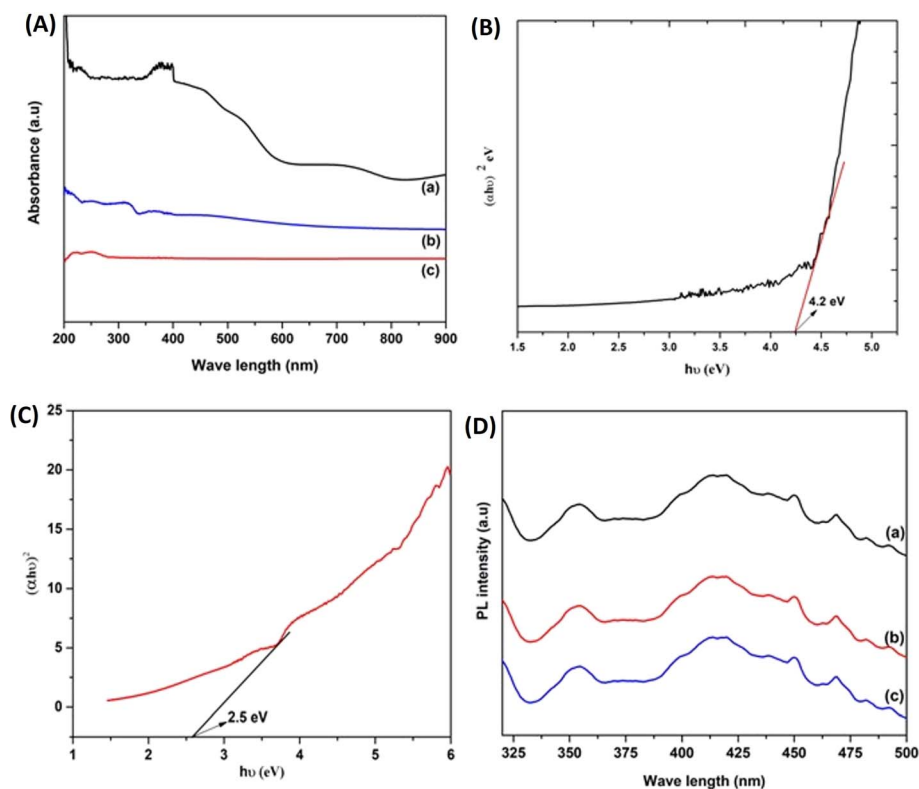 (A)
Absorbance (a.u)
(a)
(b)
(c)
200 300 400 500 600 700 800 900
Wave length (nm)
(B)
(αhυ) ² eV
4.2 eV
1.5 2.0 2.5 3.0 3.5 4.0 4.5 5.0
hυ (eV)
(C)
25
20
15
10
5
0
(αhυ)²
2.5 eV
1 2 3 4 5 6
hυ (eV)
(D)
PL intensity (a.u)
(a)
(b)
(c)
325 350 375 400 425 450 475 500
Wave length (nm)